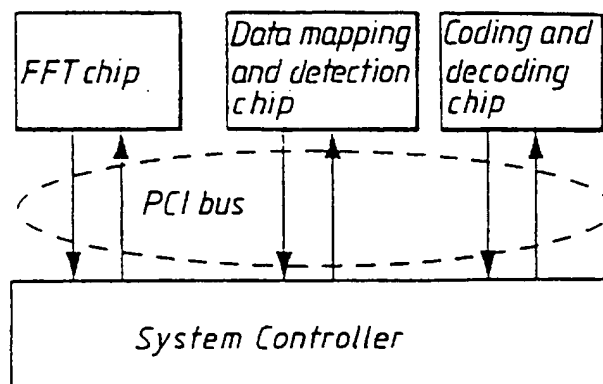 FFT chip
Data mapping
and detection
chip
Coding and
decoding
chip
PCI bus
System Controller